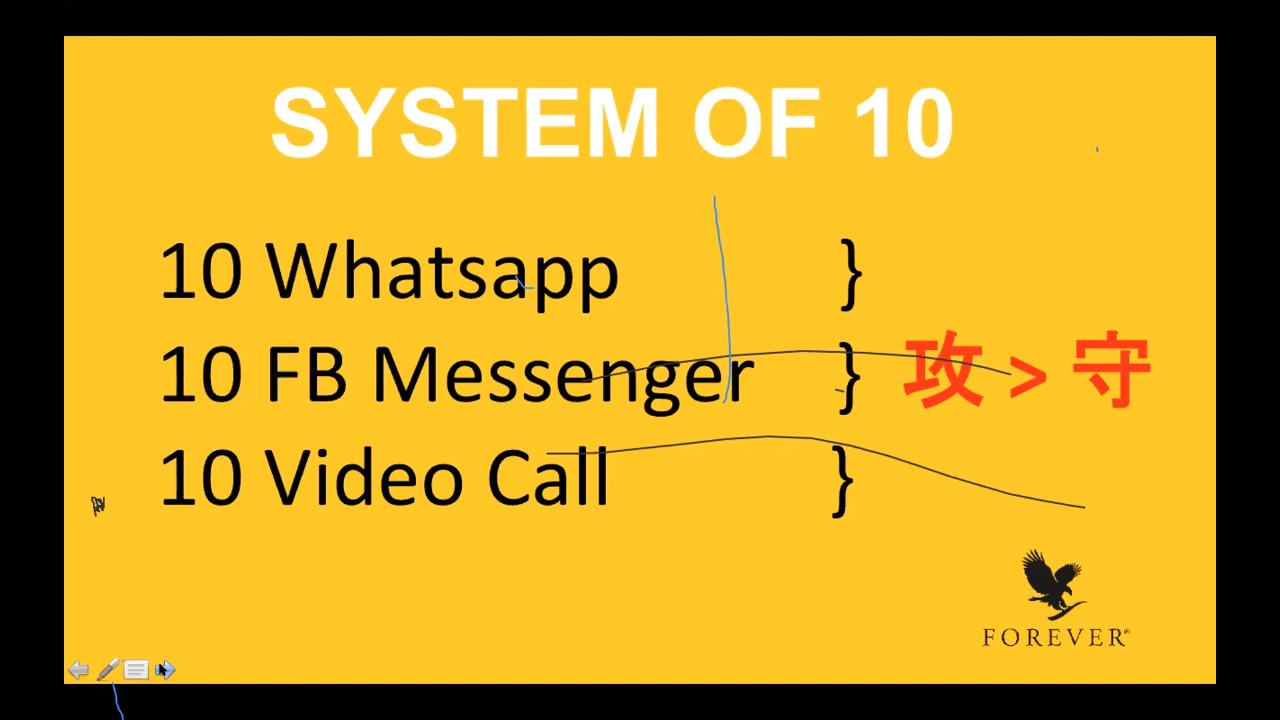 SYSTEM OF 10
10 Whatsapp }
10 FB Messenger } 攻 > 守
10 Video Call }
FOREVER®